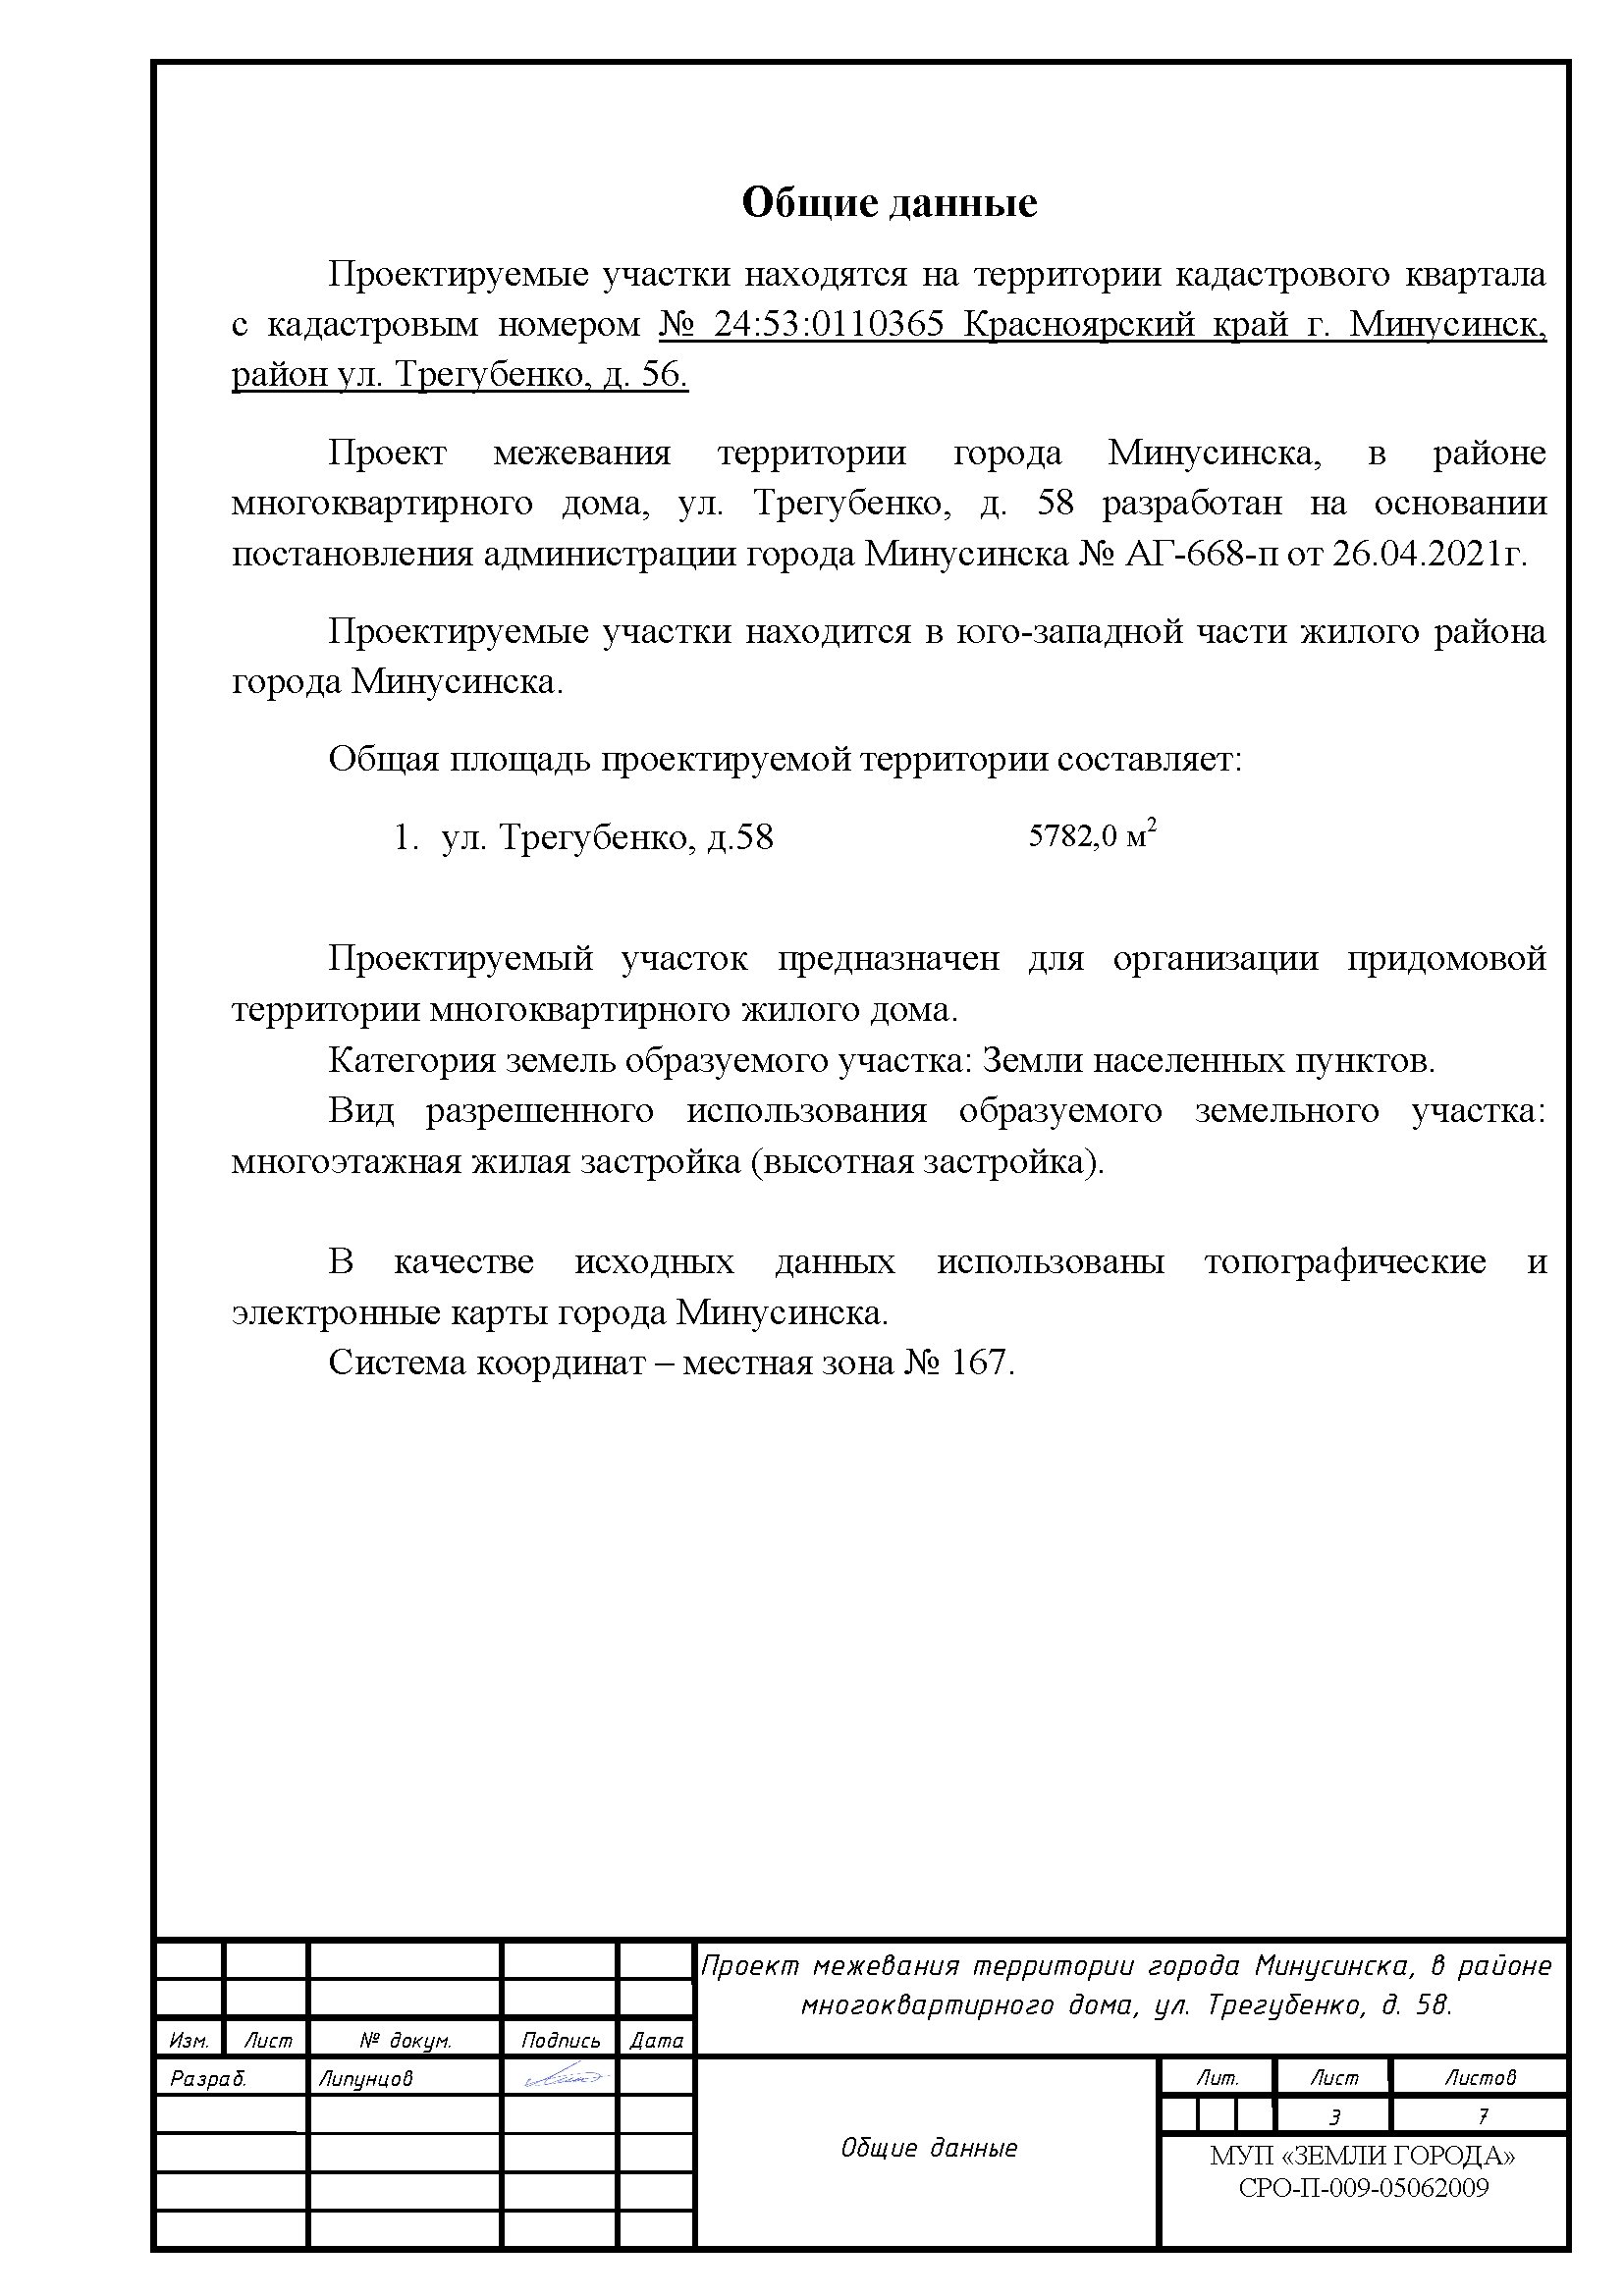 Общие данные
Проектируемые участки находятся на территории кадастрового квартала
с кадастровым номером № 24:53:0110365 Красноярский край г. Минусинск,
район ул. Трегубенко, д. 56.
Проект межевания территории города Минусинска, в районе
многоквартирного дома, ул. Трегубенко, д. 58 разработан на основании
постановления администрации города Минусинска № АГ-668-п от 26.04.2021г.
Проектируемые участки находится в юго-западной части жилого района
города Минусинска.
Общая площадь проектируемой территории составляет:
1. ул. Трегубенко, д.58 5782,0 м²
Проектируемый участок предназначен для организации придомовой
территории многоквартирного жилого дома.
Категория земель образуемого участка: Земли населенных пунктов.
Вид разрешенного использования образуемого земельного участка:
многоэтажная жилая застройка (высотная застройка).
В качестве исходных данных использованы топографические и
электронные карты города Минусинска.
Система координат – местная зона № 167.
Проект межевания территории города Минусинска, в районе
многоквартирного дома, ул. Трегубенко, д. 58.
Изм. Лист № докум. Подпись Дата
Разраб. Липунцов
Общие данные
Лит. Лист Листов
3 7
МУП «ЗЕМЛИ ГОРОДА»
СРО-П-009-05062009